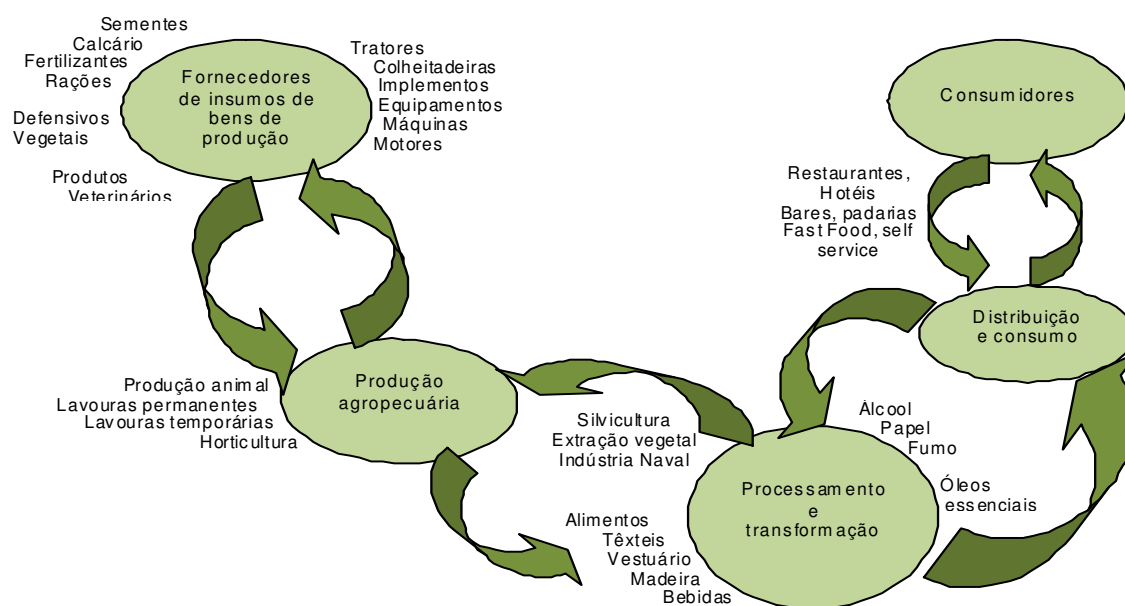 Sementes
Calcário
Fertilizantes
Rações
Defensivos
Vegetais
Produtos
Veterinários
Fornecedores
de insumos de
bens de
produção
Tratores
Colheitadeiras
Implementos
Equipamentos
Máquinas
Motores
Consumidores
Restaurantes,
Hotéis
Bares, padarias
Fast Food, self
service
Distribuição
e consumo
Produção
agropecuária
Produção animal
Lavouras permanentes
Lavouras temporárias
Horticultura
Silvicultura
Extração vegetal
Indústria Naval
Álcool
Papel
Fumo
Óleos
essenciais
Processamento
e
transformação
Alimentos
Têxteis
Vestuário
Madeira
Bebidas